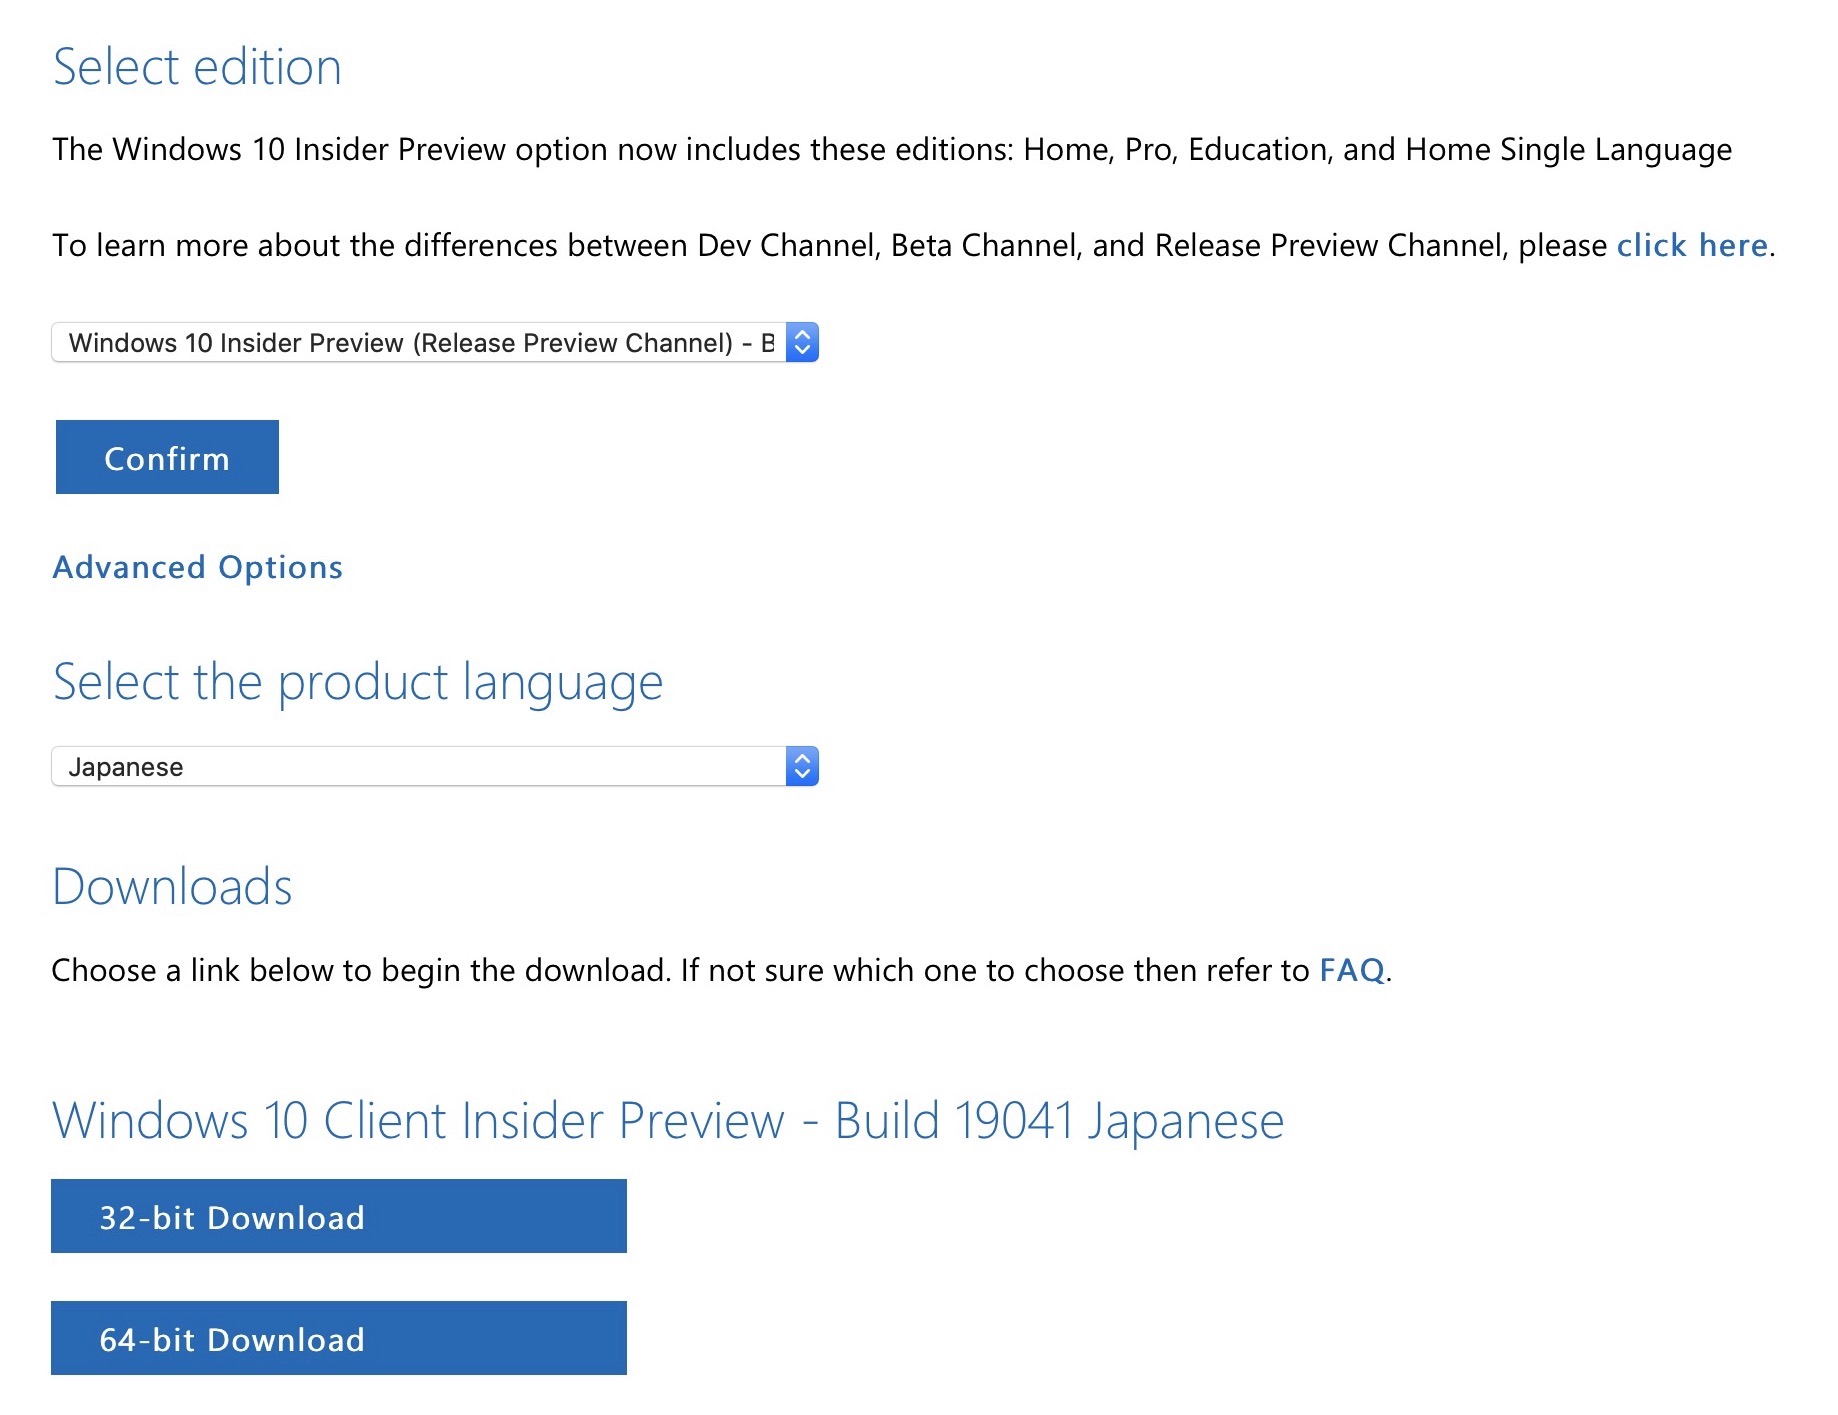 Select edition
The Windows 10 Insider Preview option now includes these editions: Home, Pro, Education, and Home Single Language
To learn more about the differences between Dev Channel, Beta Channel, and Release Preview Channel, please click here.
Windows 10 Insider Preview (Release Preview Channel) - B
Confirm
Advanced Options
Select the product language
Japanese
Downloads
Choose a link below to begin the download. If not sure which one to choose then refer to FAQ.
Windows 10 Client Insider Preview - Build 19041 Japanese
32-bit Download
64-bit Download